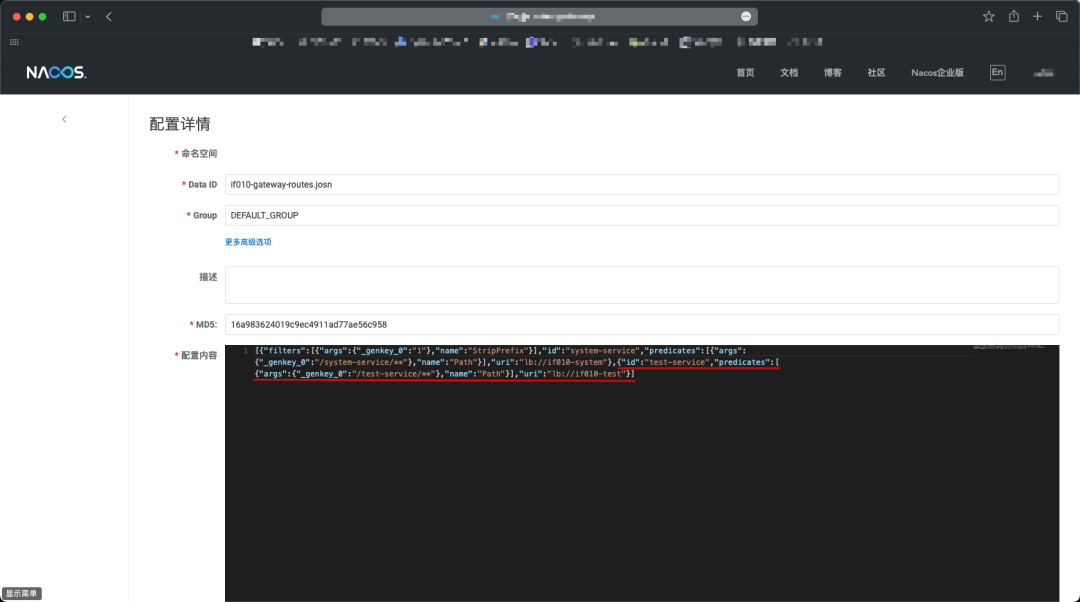 NACOS.
首页 文档 博客 社区 Nacos企业版 En
配置详情
* 命名空间
* Data ID if010-gateway-routes.josn
* Group DEFAULT_GROUP
更多高级选项
描述
* MD5: 16a983624019c9ec4911ad77ae56c958
* 配置内容
1 [{"filters":[{"args":{"_genkey_0":"1"},"name":"StripPrefix"}],"id":"system-service","predicates":[{"args":
{"_genkey_0":"/system-service/**"},"name":"Path"}],"uri":"lb://if010-system"},{"id":"test-service","predicates":[
{"args":{"_genkey_0":"/test-service/**"},"name":"Path"}],"uri":"lb://if010-test"}]
显示菜单